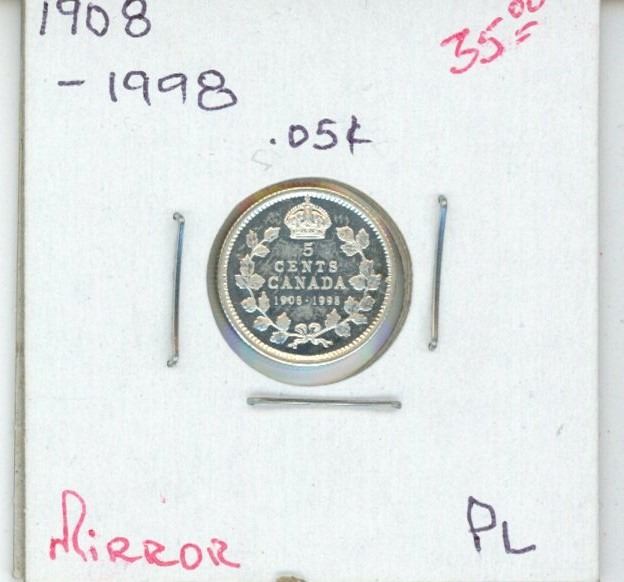 1908
35.00
-1998
.05¢
5
CENTS
CANADA
1908-1998
MIRROR
PL